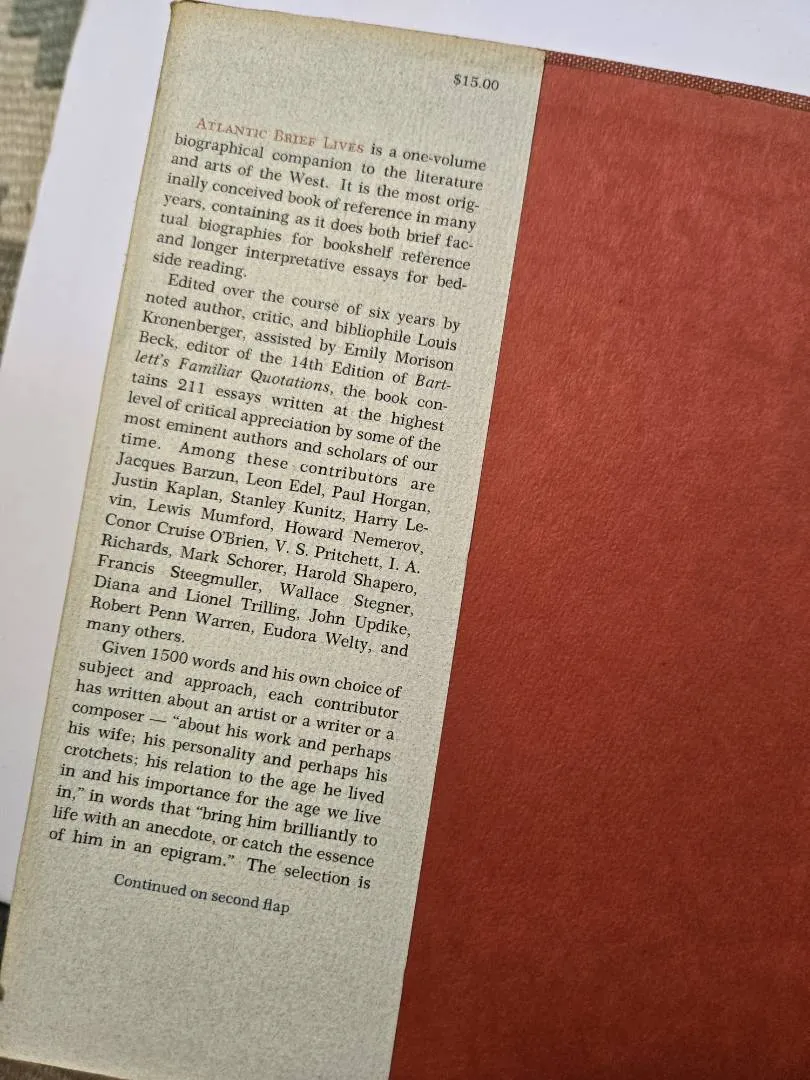 $15.00
ATLANTIC BRIEF LIVES is a one-volume
biographical companion to the literature
and arts of the West. It is the most orig-
inally conceived book of reference in many
years, containing as it does both brief fac-
tual biographies for bookshelf reference
and longer interpretative essays for bed-
side reading.
Edited over the course of six years by
noted author, critic, and bibliophile Louis
Kronenberger, assisted by Emily Morison
Beck, editor of the 14th Edition of Bart-
lett's Familiar Quotations, the book con-
tains 211 essays written at the highest
level of critical appreciation by some of the
most eminent authors and scholars of our
time. Among these contributors are
Jacques Barzun, Leon Edel, Paul Horgan,
Justin Kaplan, Stanley Kunitz, Harry Le-
vin, Lewis Mumford, Howard Nemerov,
Conor Cruise O'Brien, V. S. Pritchett, I. A.
Richards, Mark Schorer, Harold Shapero,
Francis Steegmuller, Wallace Stegner,
Diana and Lionel Trilling, John Updike,
Robert Penn Warren, Eudora Welty, and
many others.
Given 1500 words and his own choice of
subject and approach, each contributor
has written about an artist or a writer or a
composer — "about his work and perhaps
his wife; his personality and perhaps his
crotchets; his relation to the age he lived
in and his importance for the age we live
in," in words that "bring him brilliantly to
life with an anecdote, or catch the essence
of him in an epigram." The selection is
Continued on second flap